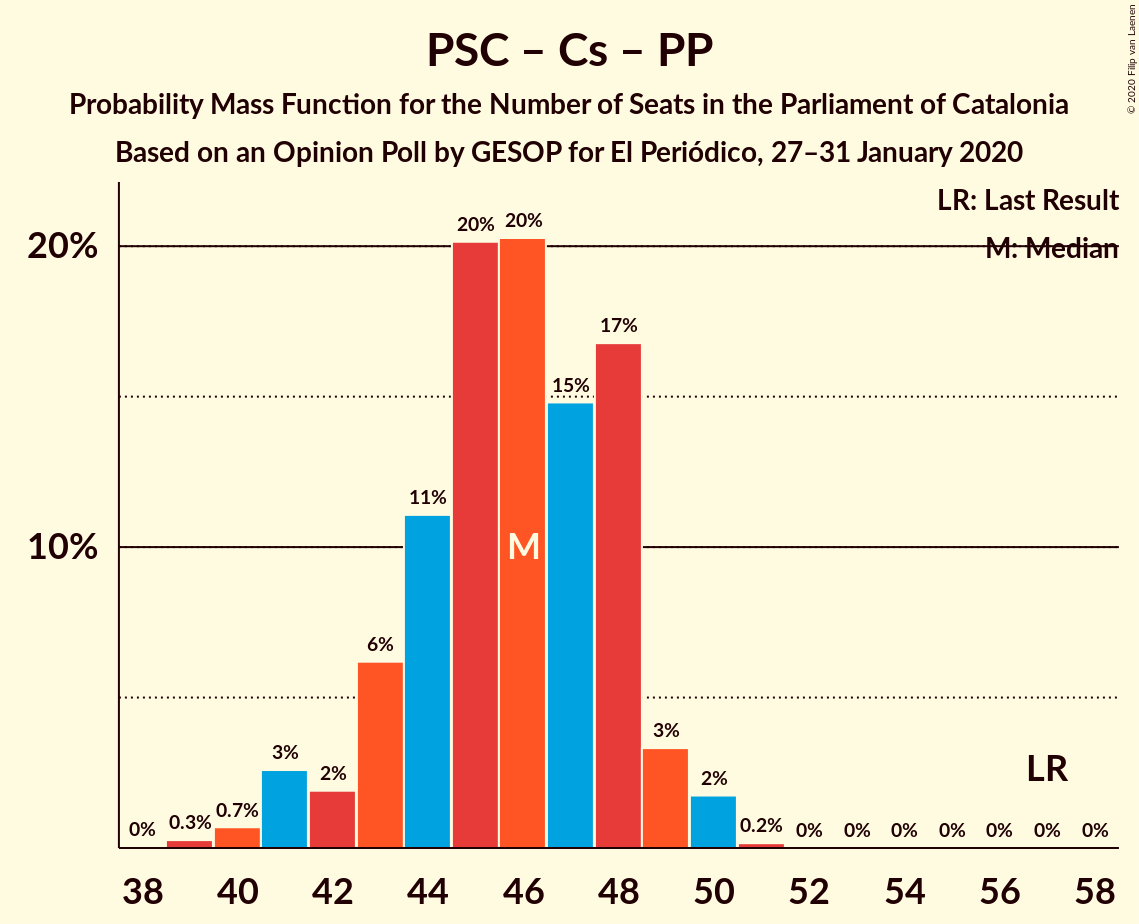 PSC – Cs – PP
Probability Mass Function for the Number of Seats in the Parliament of Catalonia
Based on an Opinion Poll by GESOP for El Periódico, 27–31 January 2020
© 2020 Filip van Laenen
LR: Last Result
M: Median
20%
10%
0%
0.3%
0.7%
3%
2%
6%
11%
20%
20%
15%
17%
3%
2%
0.2%
0%
0%
0%
0%
0%
0%
0%
M
LR
38 40 42 44 46 48 50 52 54 56 58